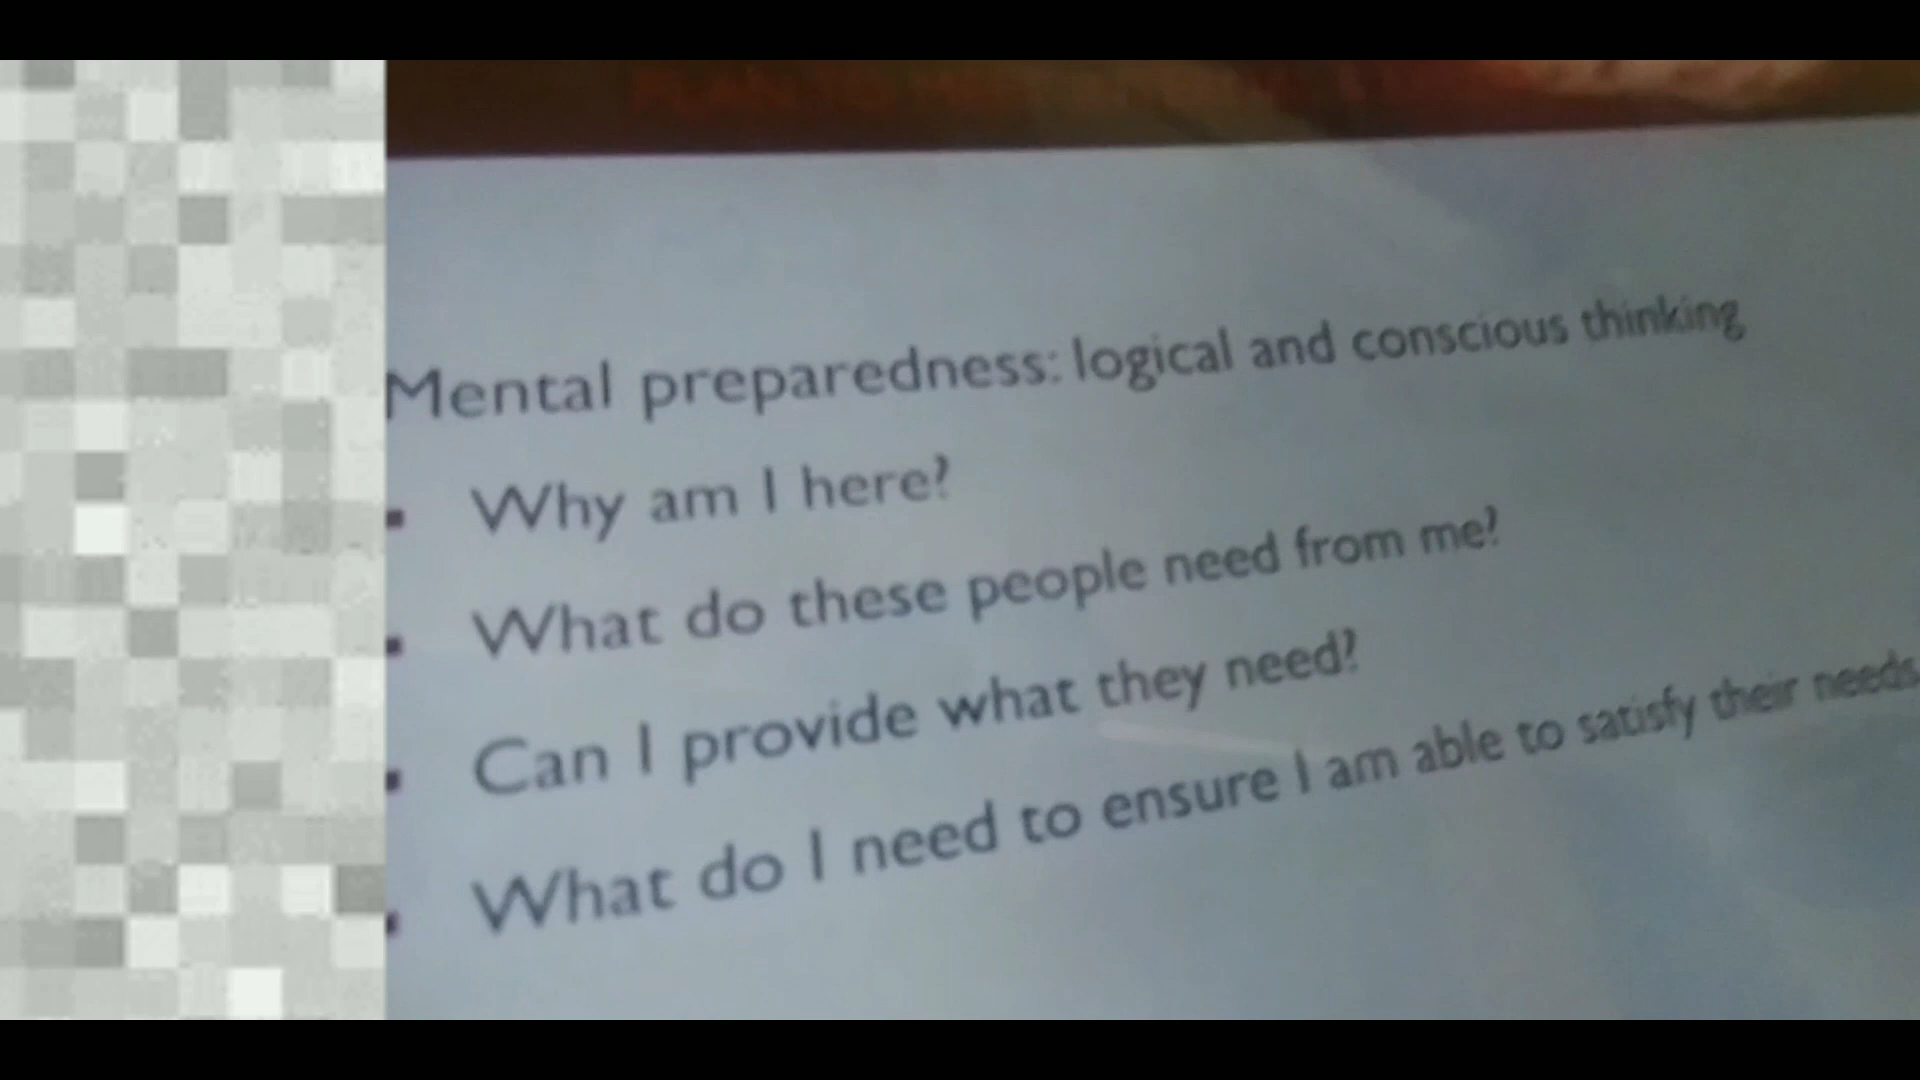 Mental preparedness: logical and conscious thinking
▪ Why am I here?
▪ What do these people need from me?
▪ Can I provide what they need?
▪ What do I need to ensure I am able to satisfy their needs